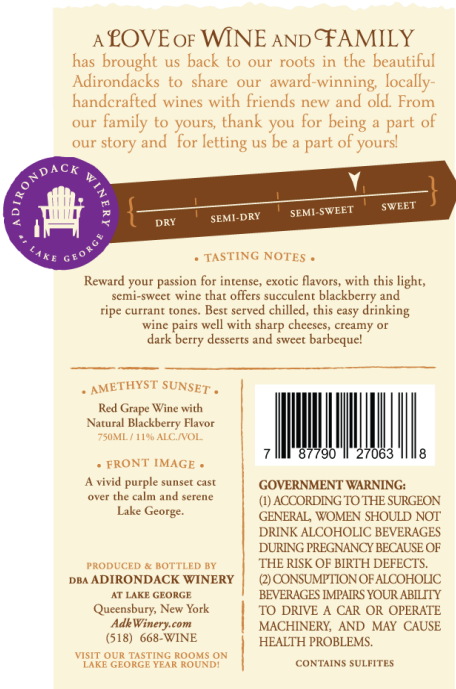 A LOVE OF WINE AND FAMILY
has brought us back to our roots in the beautiful
Adirondacks to share our award-winning, locally-
handcrafted wines with friends new and old. From
our family to yours, thank you for being a part of
our story and for letting us be a part of yours!
ADIRONDACK WINERY
#1 LAKE GEORGE
DRY SEMI-DRY SEMI-SWEET SWEET
• TASTING NOTES •
Reward your passion for intense, exotic flavors, with this light,
semi-sweet wine that offers succulent blackberry and
ripe currant tones. Best served chilled, this easy drinking
wine pairs well with sharp cheeses, creamy or
dark berry desserts and sweet barbeque!
• AMETHYST SUNSET •
Red Grape Wine with
Natural Blackberry Flavor
750ML / 11% ALC./VOL.
• FRONT IMAGE •
A vivid purple sunset cast
over the calm and serene
Lake George.
PRODUCED & BOTTLED BY
DBA ADIRONDACK WINERY
AT LAKE GEORGE
Queensbury, New York
AdkWinery.com
(518) 668-WINE
VISIT OUR TASTING ROOMS ON
LAKE GEORGE YEAR ROUND!
7 87790 27063 8
GOVERNMENT WARNING:
(1) ACCORDING TO THE SURGEON
GENERAL, WOMEN SHOULD NOT
DRINK ALCOHOLIC BEVERAGES
DURING PREGNANCY BECAUSE OF
THE RISK OF BIRTH DEFECTS.
(2) CONSUMPTION OF ALCOHOLIC
BEVERAGES IMPAIRS YOUR ABILITY
TO DRIVE A CAR OR OPERATE
MACHINERY, AND MAY CAUSE
HEALTH PROBLEMS.
CONTAINS SULFITES